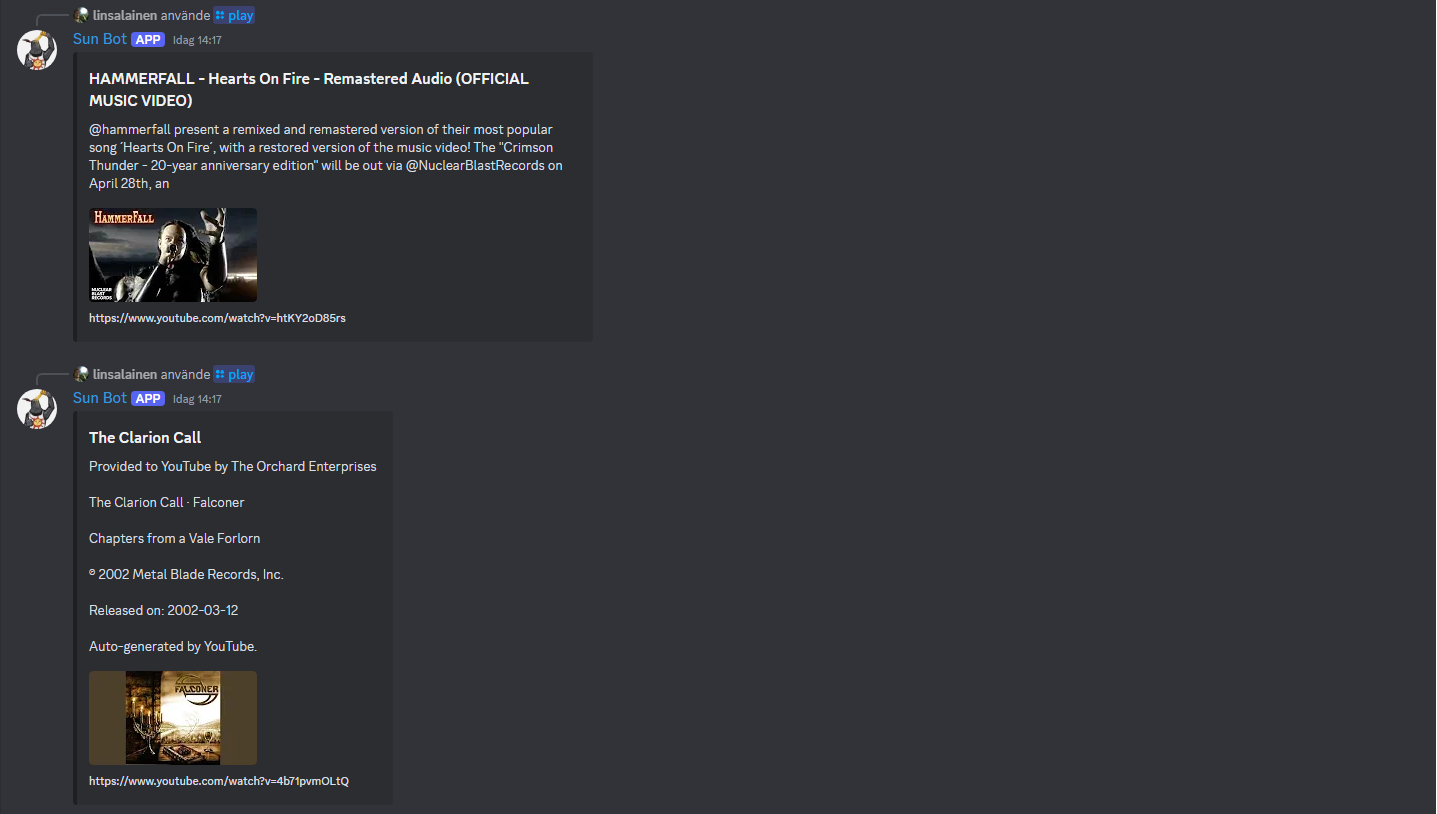 linsalainen använde play
Sun Bot APP Idag 14:17
HAMMERFALL - Hearts On Fire - Remastered Audio (OFFICIAL
MUSIC VIDEO)
@hammerfall present a remixed and remastered version of their most popular
song ´Hearts On Fire´, with a restored version of the music video! The "Crimson
Thunder - 20-year anniversary edition" will be out via @NuclearBlastRecords on
April 28th, an
HAMMERFALL
NUCLEAR
BLAST
RECORDS
https://www.youtube.com/watch?v=htKY2oD85rs
linsalainen använde play
Sun Bot APP Idag 14:17
The Clarion Call
Provided to YouTube by The Orchard Enterprises
The Clarion Call · Falconer
Chapters from a Vale Forlorn
℗ 2002 Metal Blade Records, Inc.
Released on: 2002-03-12
Auto-generated by YouTube.
FALCONER
https://www.youtube.com/watch?v=4b71pvmOLtQ